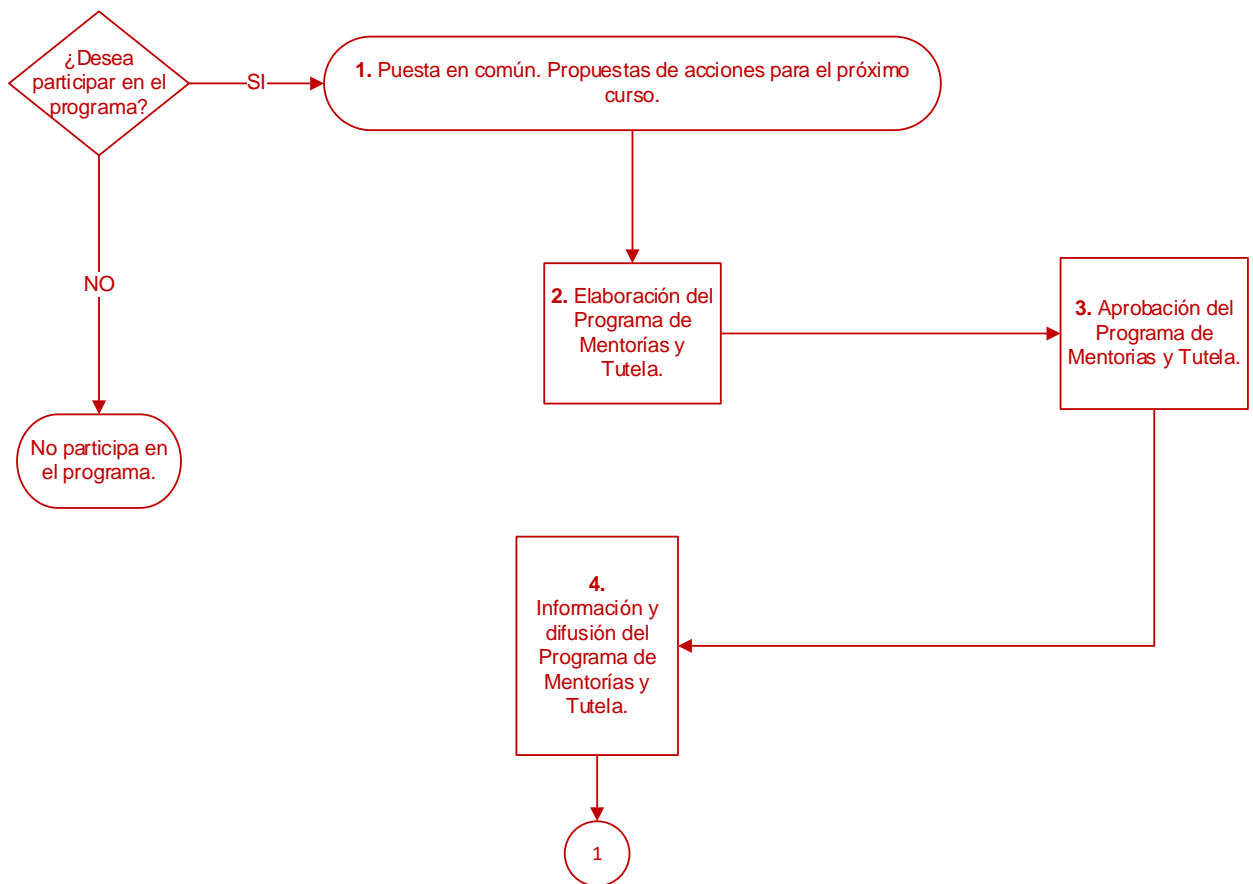 ¿Desea
participar en el
programa?
SI
1. Puesta en común. Propuestas de acciones para el próximo
curso.
NO
2. Elaboración del
Programa de
Mentorías y
Tutela.
3. Aprobación del
Programa de
Mentorias y Tutela.
No participa en
el programa.
4.
Información y
difusión del
Programa de
Mentorías y
Tutela.
1